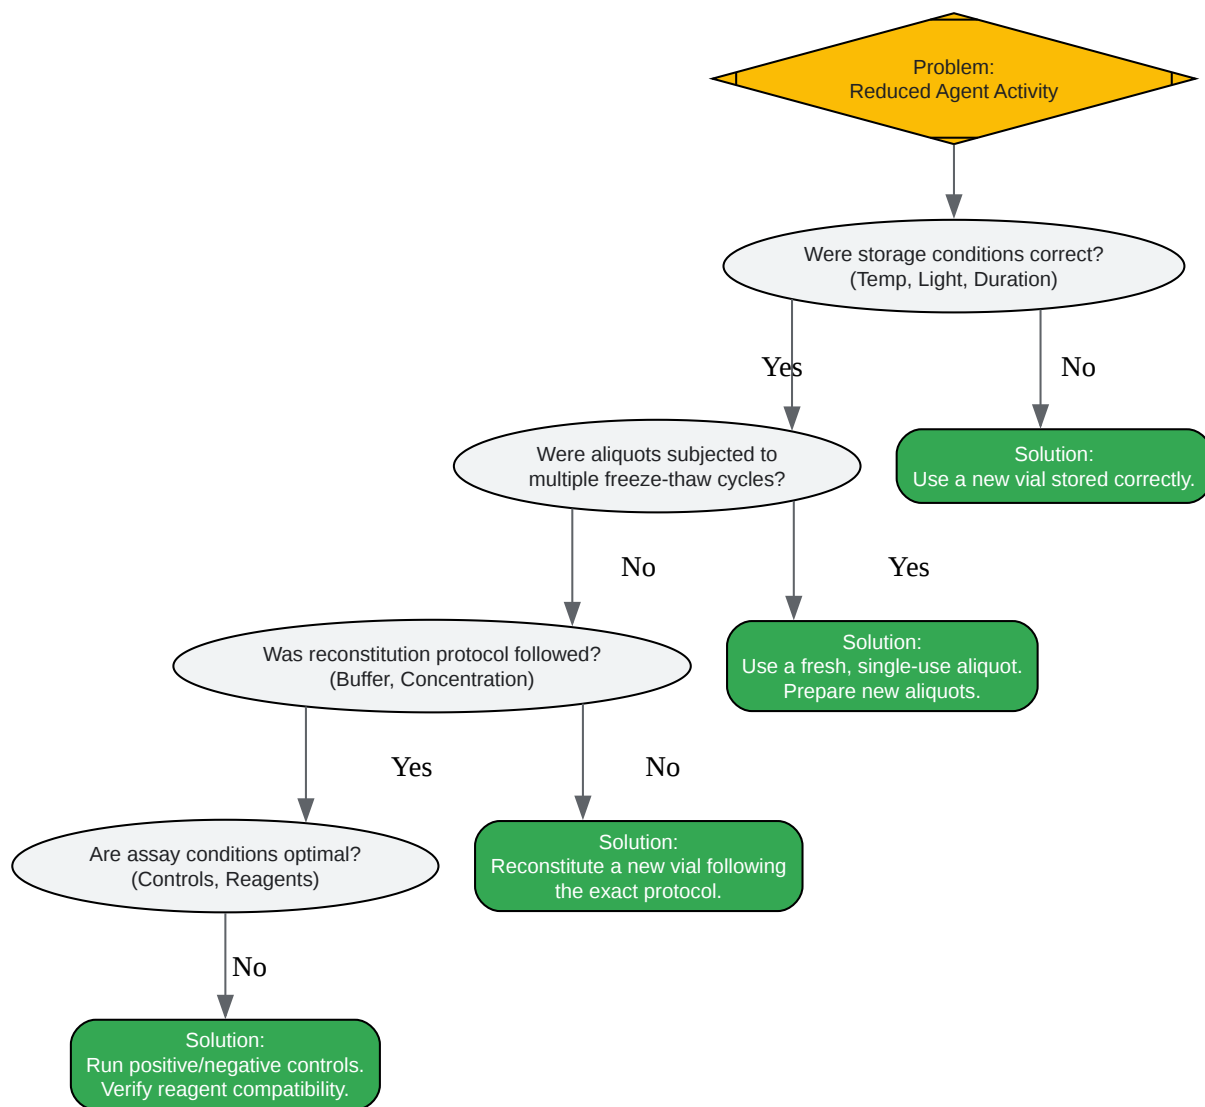 Problem:
Reduced Agent Activity
Were storage conditions correct?
(Temp, Light, Duration)
Yes
No
Were aliquots subjected to
multiple freeze-thaw cycles?
Solution:
Use a new vial stored correctly.
No
Yes
Was reconstitution protocol followed?
(Buffer, Concentration)
Solution:
Use a fresh, single-use aliquot.
Prepare new aliquots.
Yes
No
Are assay conditions optimal?
(Controls, Reagents)
Solution:
Reconstitute a new vial following
the exact protocol.
No
Solution:
Run positive/negative controls.
Verify reagent compatibility.